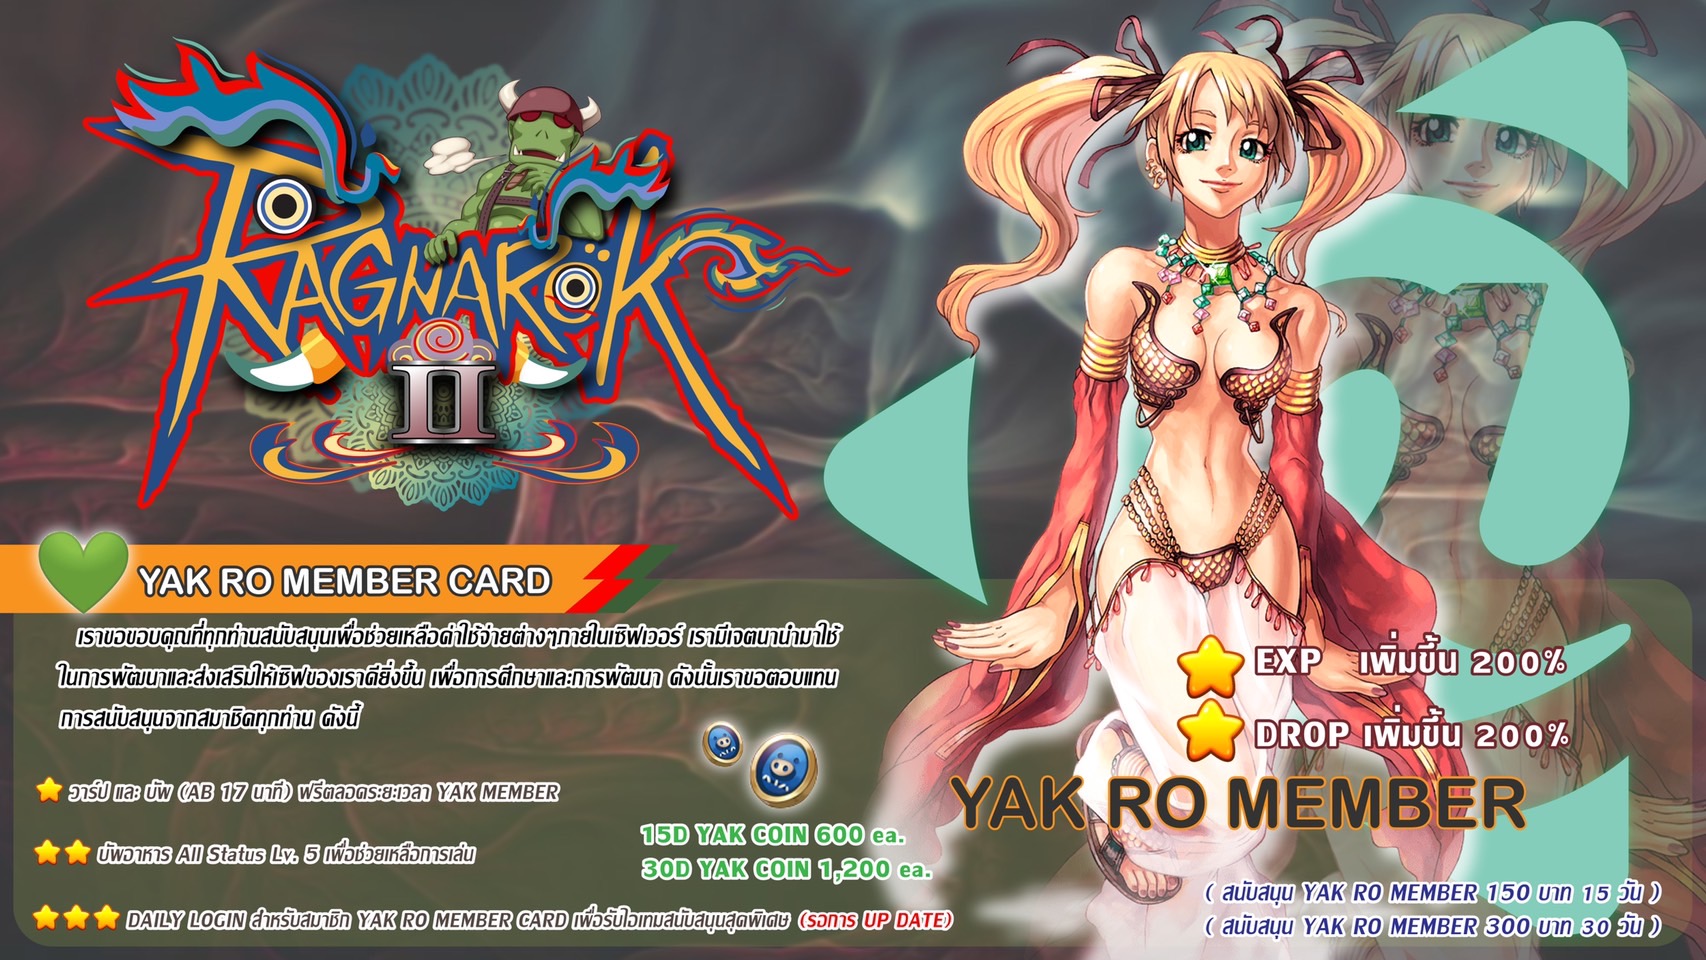 RAGNAROK
II
YAK RO MEMBER CARD
เราขอขอบคุณที่ทุกท่านสนับสนุนเพื่อช่วยเหลือค่าใช้จ่ายต่างๆภายในเซิฟเวอร์ เรามีเจตนานำมาใช้
ในการพัฒนาและส่งเสริมให้เซิฟของเราดียิ่งขึ้น เพื่อการศึกษาและการพัฒนา ดังนั้นเราขอตอบแทน
การสนับสนุนจากสมาชิกทุกท่าน ดังนี้
วาร์ป และ บัพ (AB 17 นาที) ฟรีตลอดระยะเวลา YAK MEMBER
บัพอาหาร All Status Lv. 5 เพื่อช่วยเหลือการเล่น
DAILY LOGIN สำหรับสมาชิก YAK RO MEMBER CARD เพื่อรับไอเทมสนับสนุนสุดพิเศษ (รอการ UP DATE)
15D YAK COIN 600 ea.
30D YAK COIN 1,200 ea.
EXP เพิ่มขึ้น 200%
DROP เพิ่มขึ้น 200%
YAK RO MEMBER
( สนับสนุน YAK RO MEMBER 150 บาท 15 วัน )
( สนับสนุน YAK RO MEMBER 300 บาท 30 วัน )